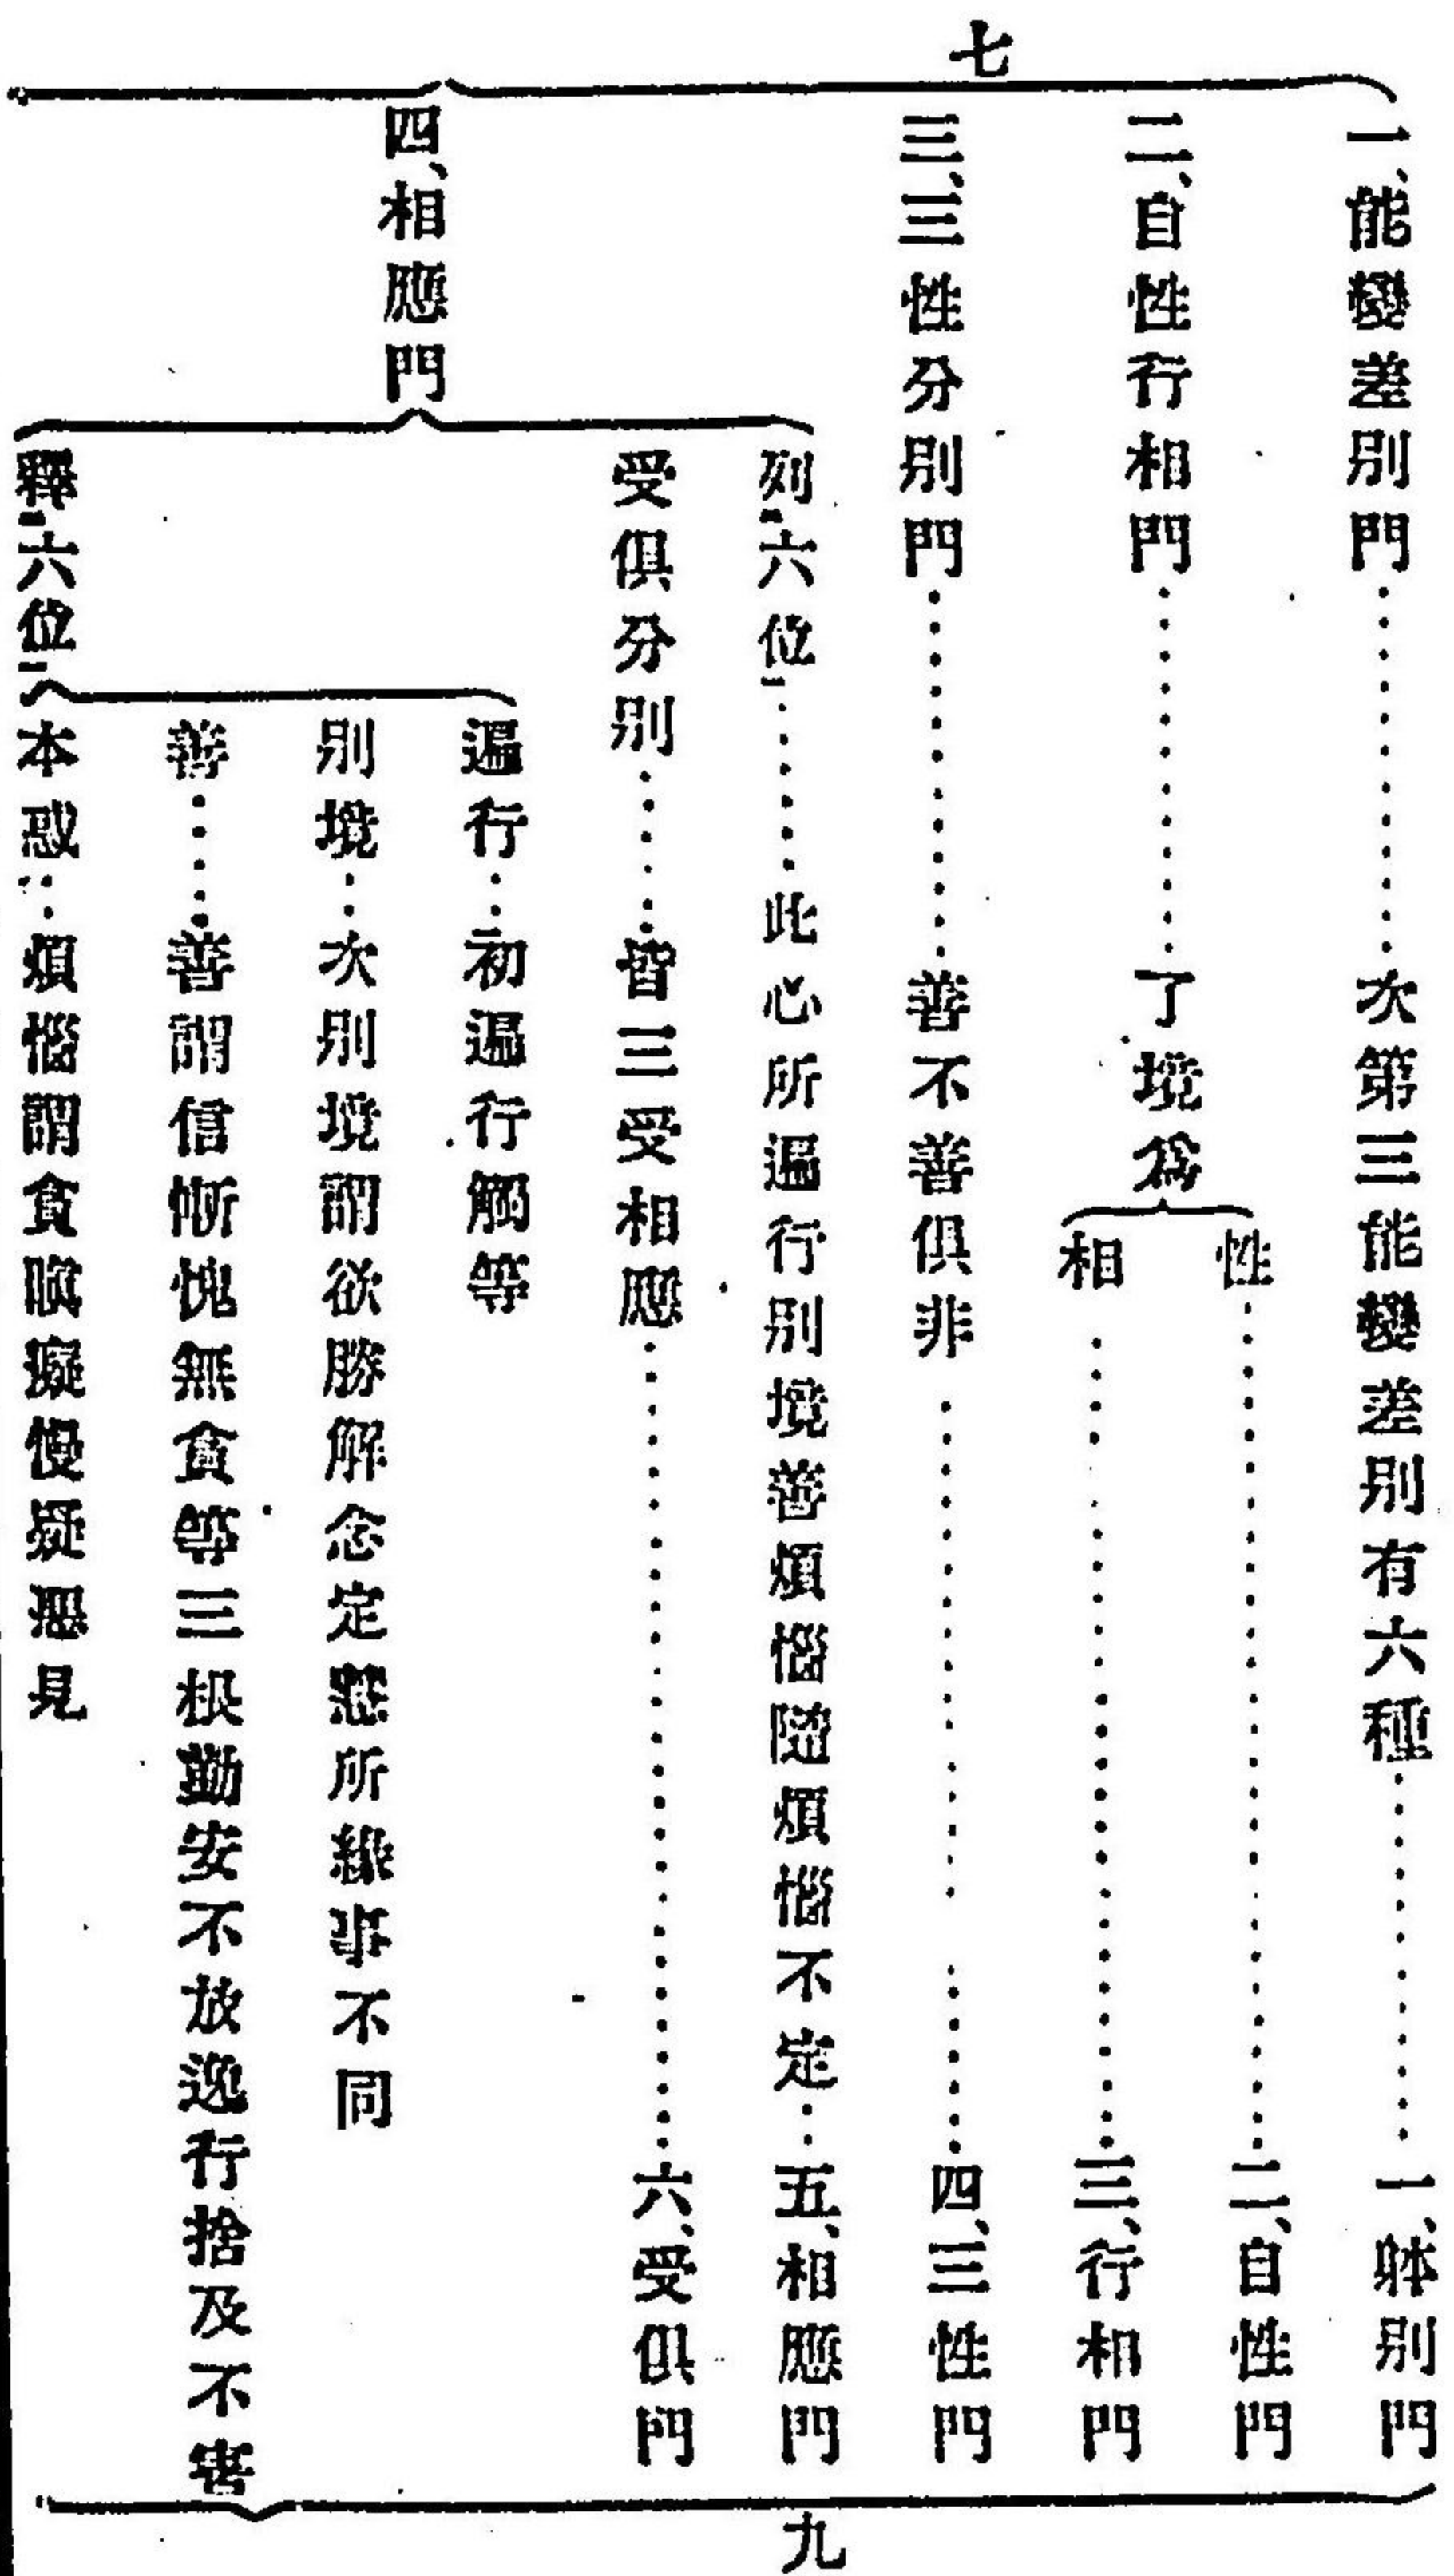 七
一、能變差別門……次第三能變差別有六種……一、躰別門
二、自性行相門……了境爲
性……二、自性門
相……三、行相門
三、三性分別門……善不善俱非……四、三性門
四、相應門
列六位……此心所遍行別境善煩惱隨煩惱不定……五、相應門
受俱分別……皆三受相應……六、受俱門
釋六位
遍行…初遍行觸等
別境…次別境謂欲勝解念定慧所緣事不同
善……善謂信慚愧無貪等三根勤安不放逸行捨及不害
本惑…煩惱謂貪瞋癡慢疑惡見
九